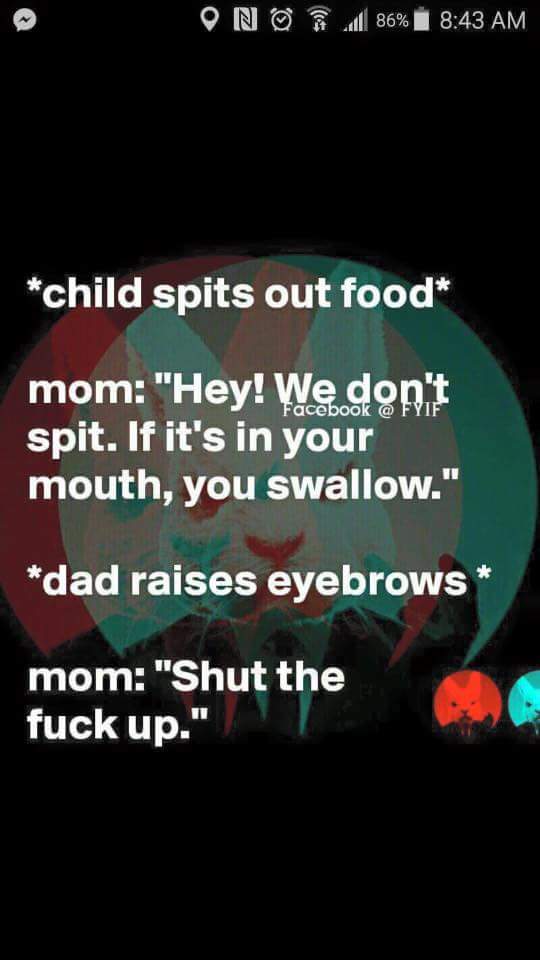 86% 8:43 AM
*child spits out food*
mom: "Hey! We don't
Facebook @ FYIF
spit. If it's in your
mouth, you swallow."
*dad raises eyebrows *
mom: "Shut the
fuck up."